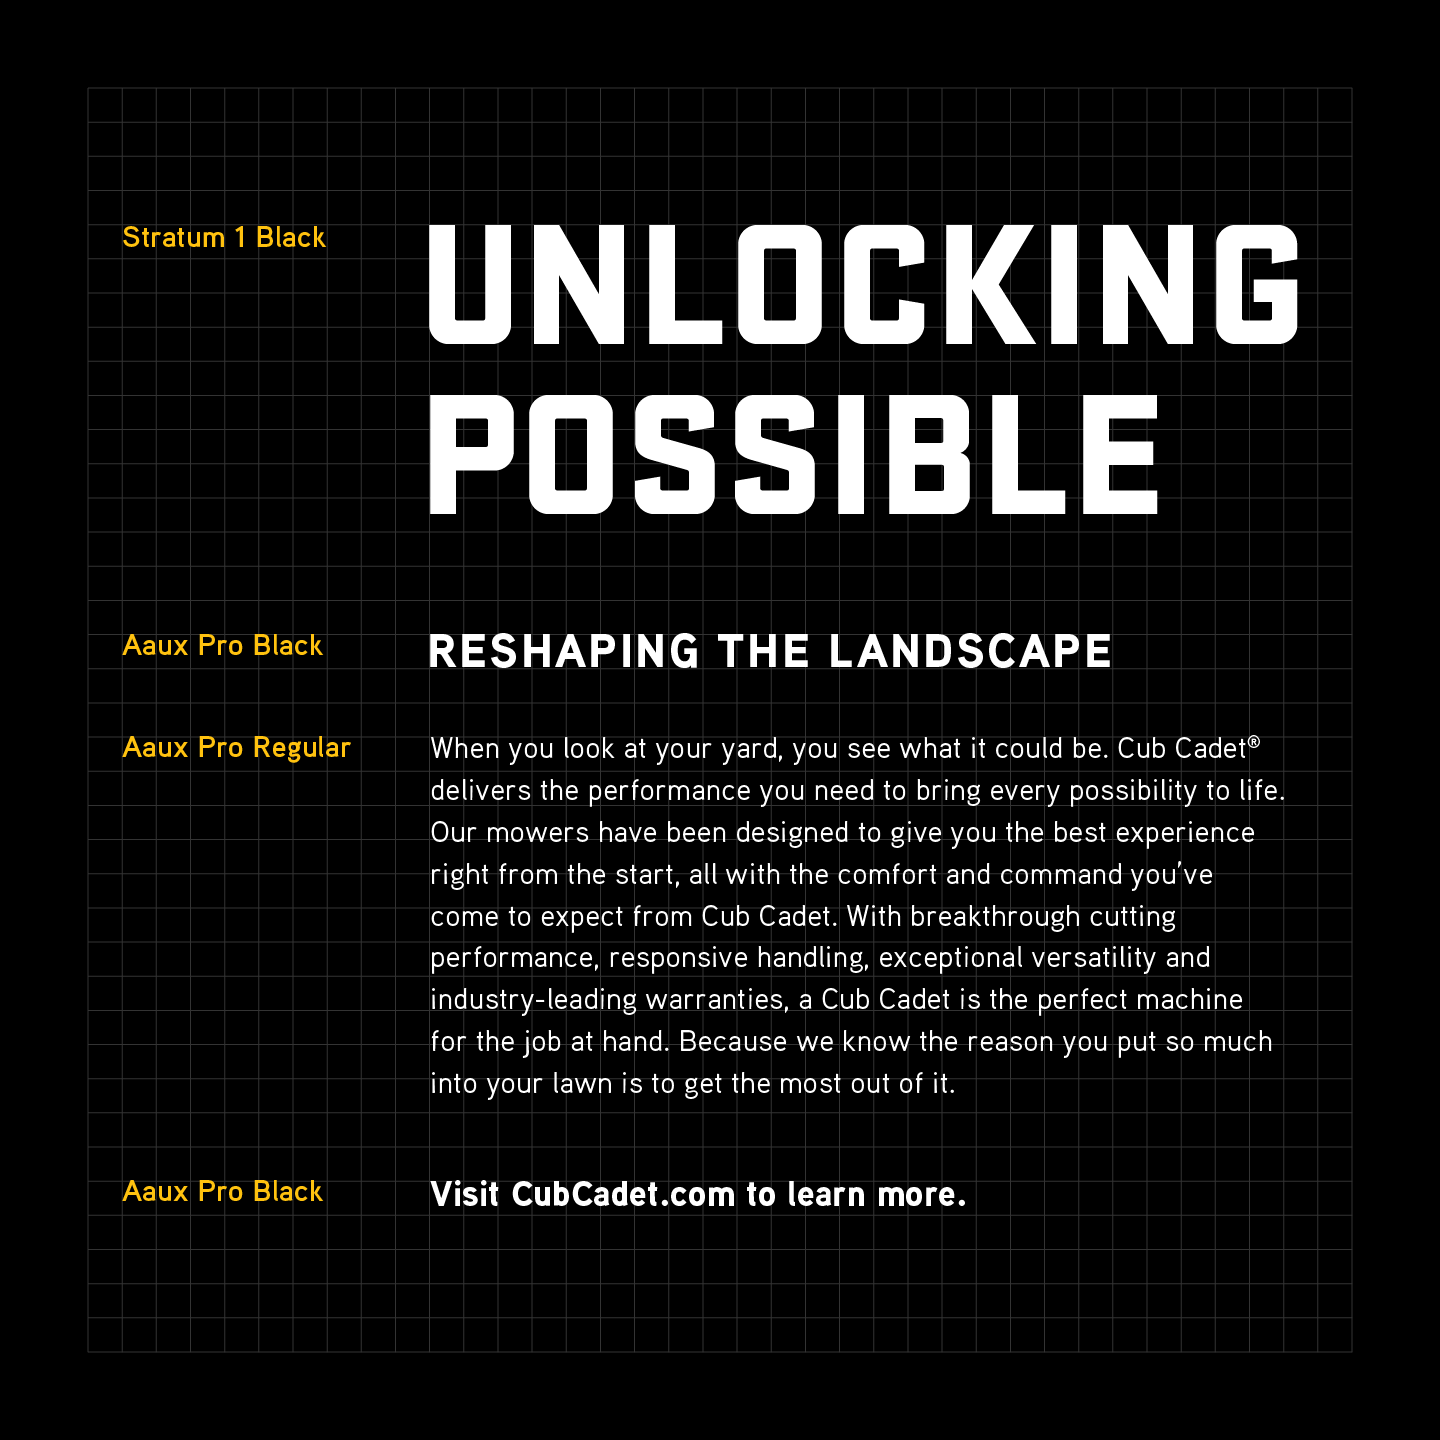 Stratum 1 Black
UNLOCKING
POSSIBLE
Aaux Pro Black
RESHAPING THE LANDSCAPE
Aaux Pro Regular
When you look at your yard, you see what it could be. Cub Cadet®
delivers the performance you need to bring every possibility to life.
Our mowers have been designed to give you the best experience
right from the start, all with the comfort and command you’ve
come to expect from Cub Cadet. With breakthrough cutting
performance, responsive handling, exceptional versatility and
industry-leading warranties, a Cub Cadet is the perfect machine
for the job at hand. Because we know the reason you put so much
into your lawn is to get the most out of it.
Aaux Pro Black
Visit CubCadet.com to learn more.